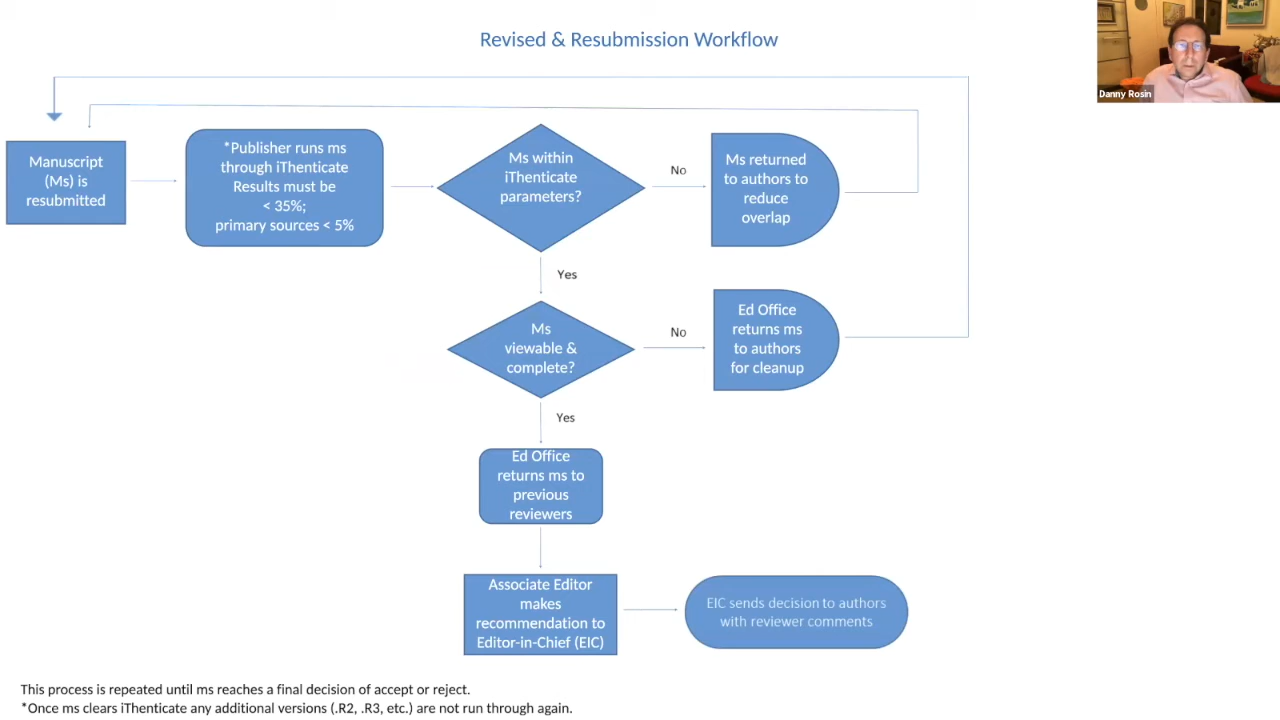 Revised & Resubmission Workflow
Danny Rosin
Manuscript
(Ms) is
resubmitted
*Publisher runs ms
through iThenticate
Results must be
< 35%;
primary sources < 5%
Ms within
iThenticate
parameters?
No
Ms returned
to authors to
reduce
overlap
Yes
Ms
viewable &
complete?
No
Ed Office
returns ms
to authors
for cleanup
Yes
Ed Office
returns ms to
previous
reviewers
Associate Editor
makes
recommendation to
Editor-in-Chief (EIC)
EIC sends decision to authors
with reviewer comments
This process is repeated until ms reaches a final decision of accept or reject.
*Once ms clears iThenticate any additional versions (.R2, .R3, etc.) are not run through again.